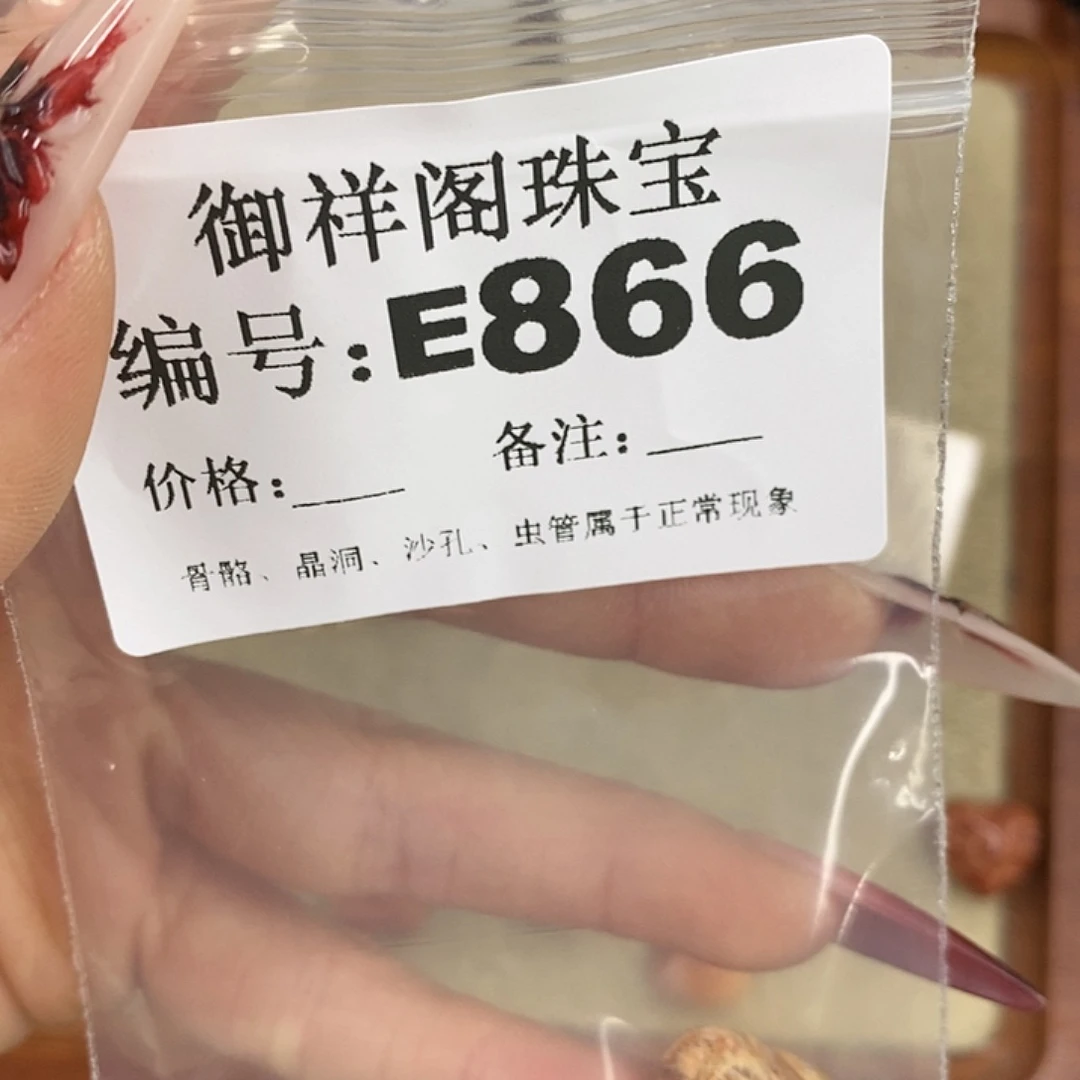 御祥阁珠宝
编号:E866
价格:____ 备注:____
骨骼、晶洞、沙孔、虫管属于正常现象